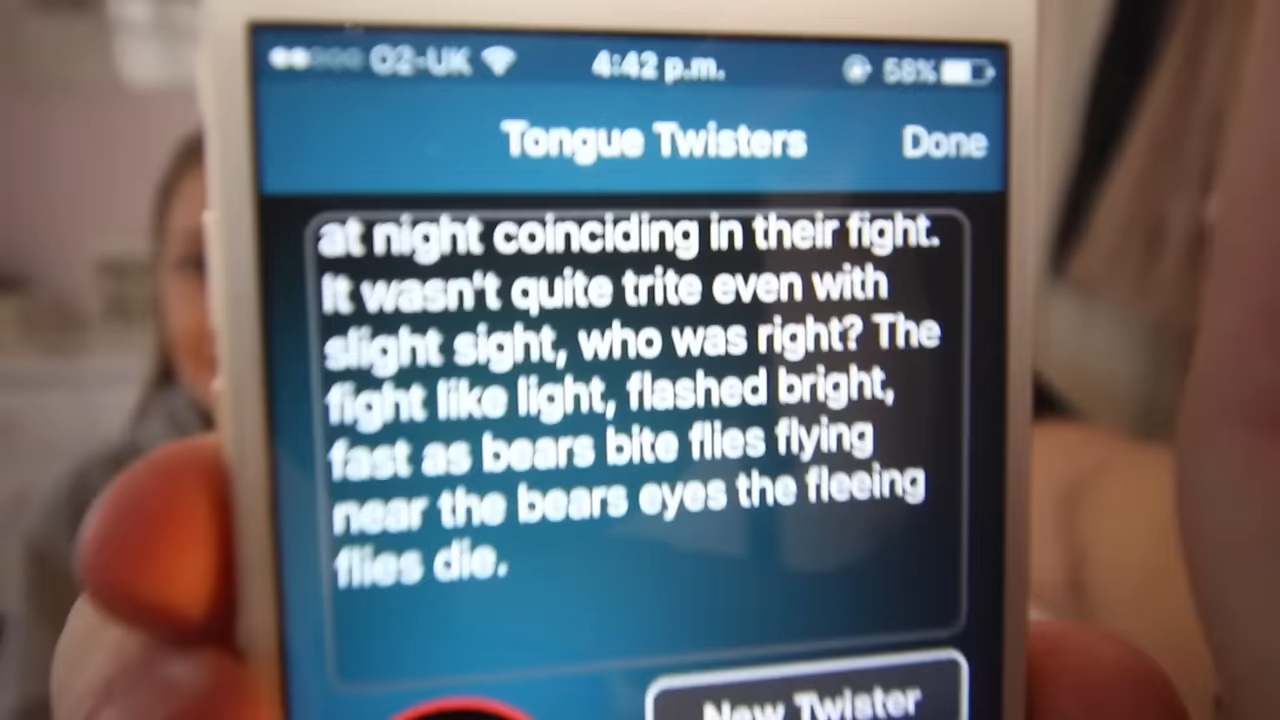 O2-UK 4:42 p.m. 58%
Tongue Twisters Done
at night coinciding in their fight.
It wasn't quite trite even with
slight sight, who was right? The
fight like light, flashed bright,
fast as bears bite flies flying
near the bears eyes the fleeing
flies die.
New Twister